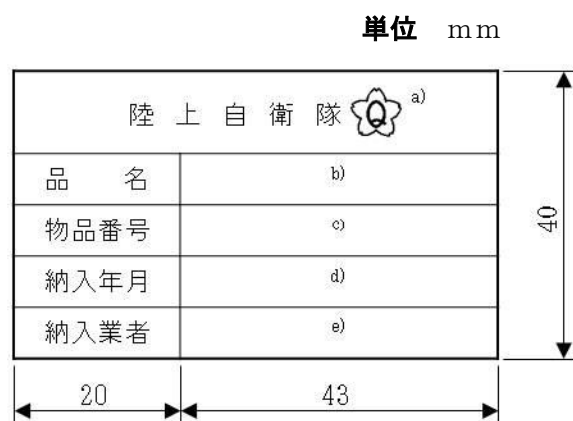 単位 mm
陸上自衛隊 Q a)
品名 b)
物品番号 c)
納入年月 d)
納入業者 e)
40
20 43